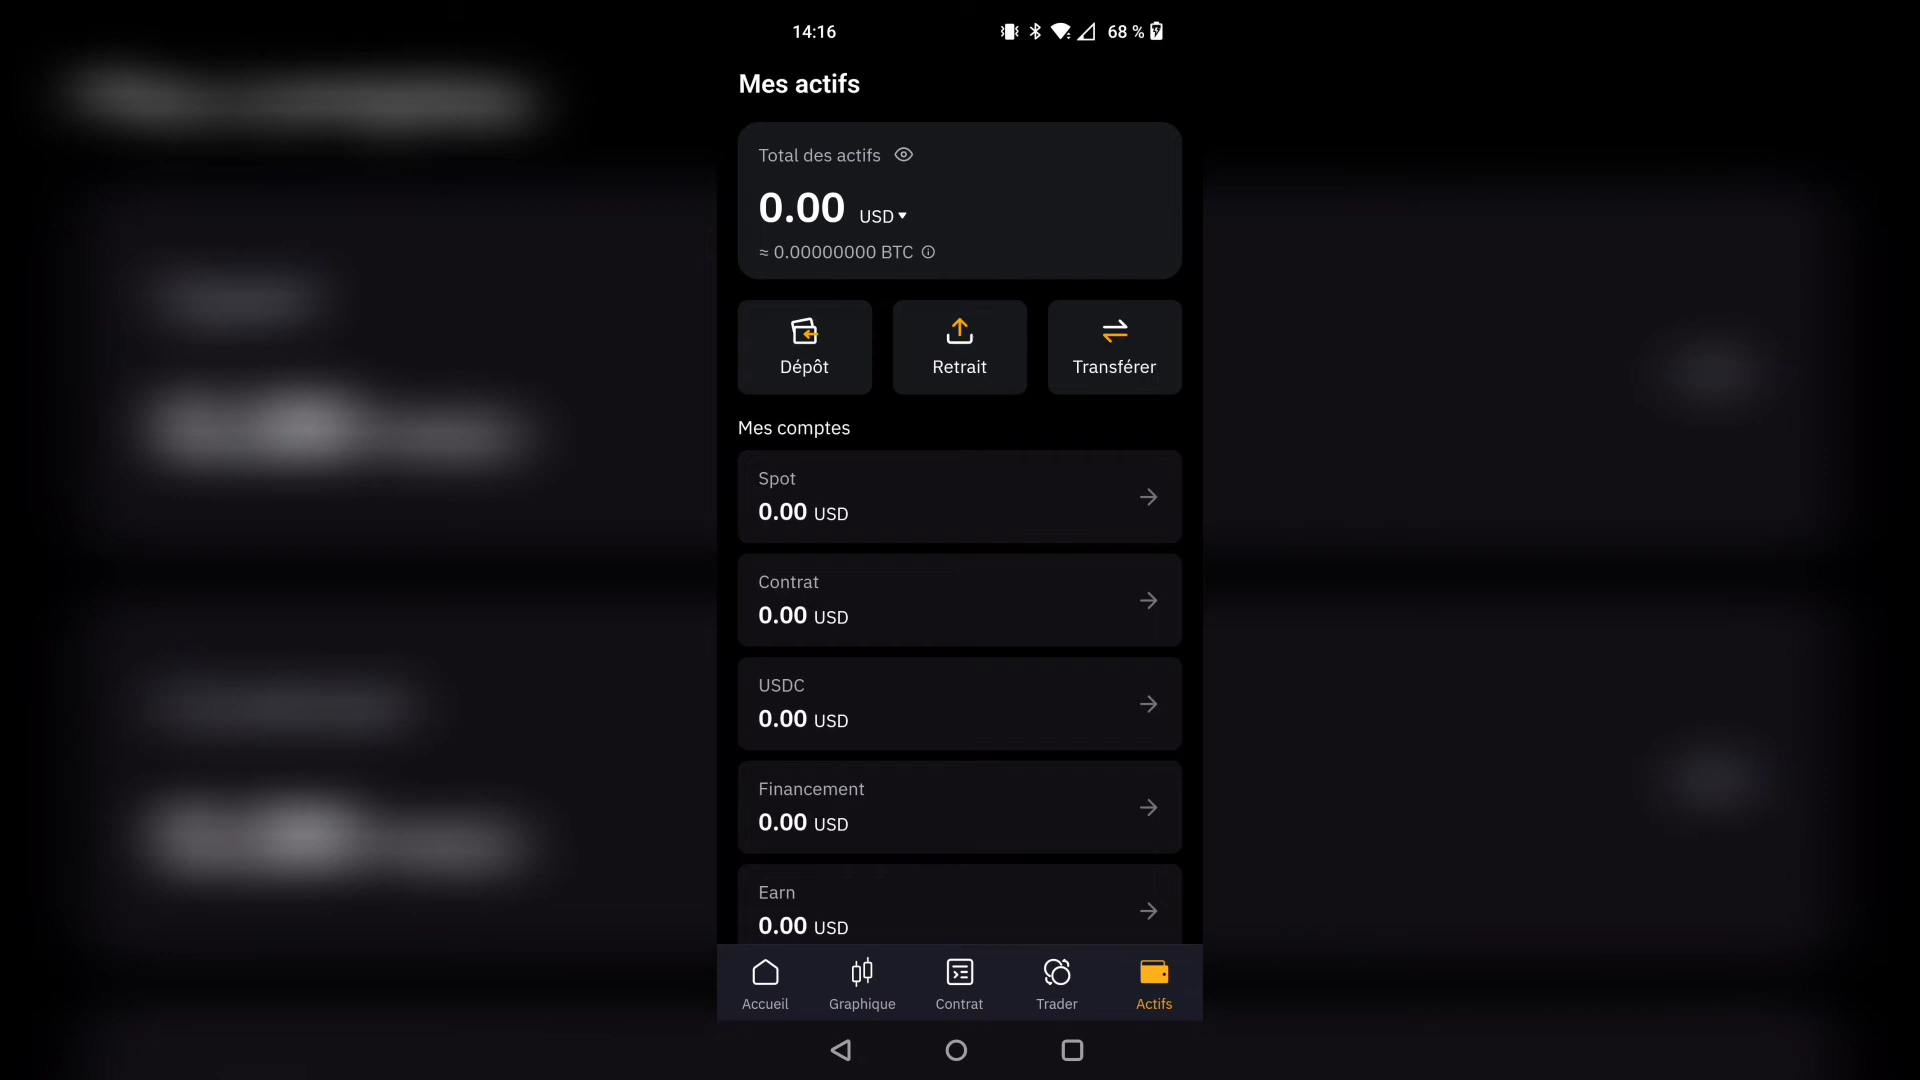 14:16
68 %
Mes actifs
Total des actifs
0.00 USD
≈ 0.00000000 BTC
Dépôt
Retrait
Transférer
Mes comptes
Spot
0.00 USD
Contrat
0.00 USD
USDC
0.00 USD
Financement
0.00 USD
Earn
0.00 USD
Accueil
Graphique
Contrat
Trader
Actifs